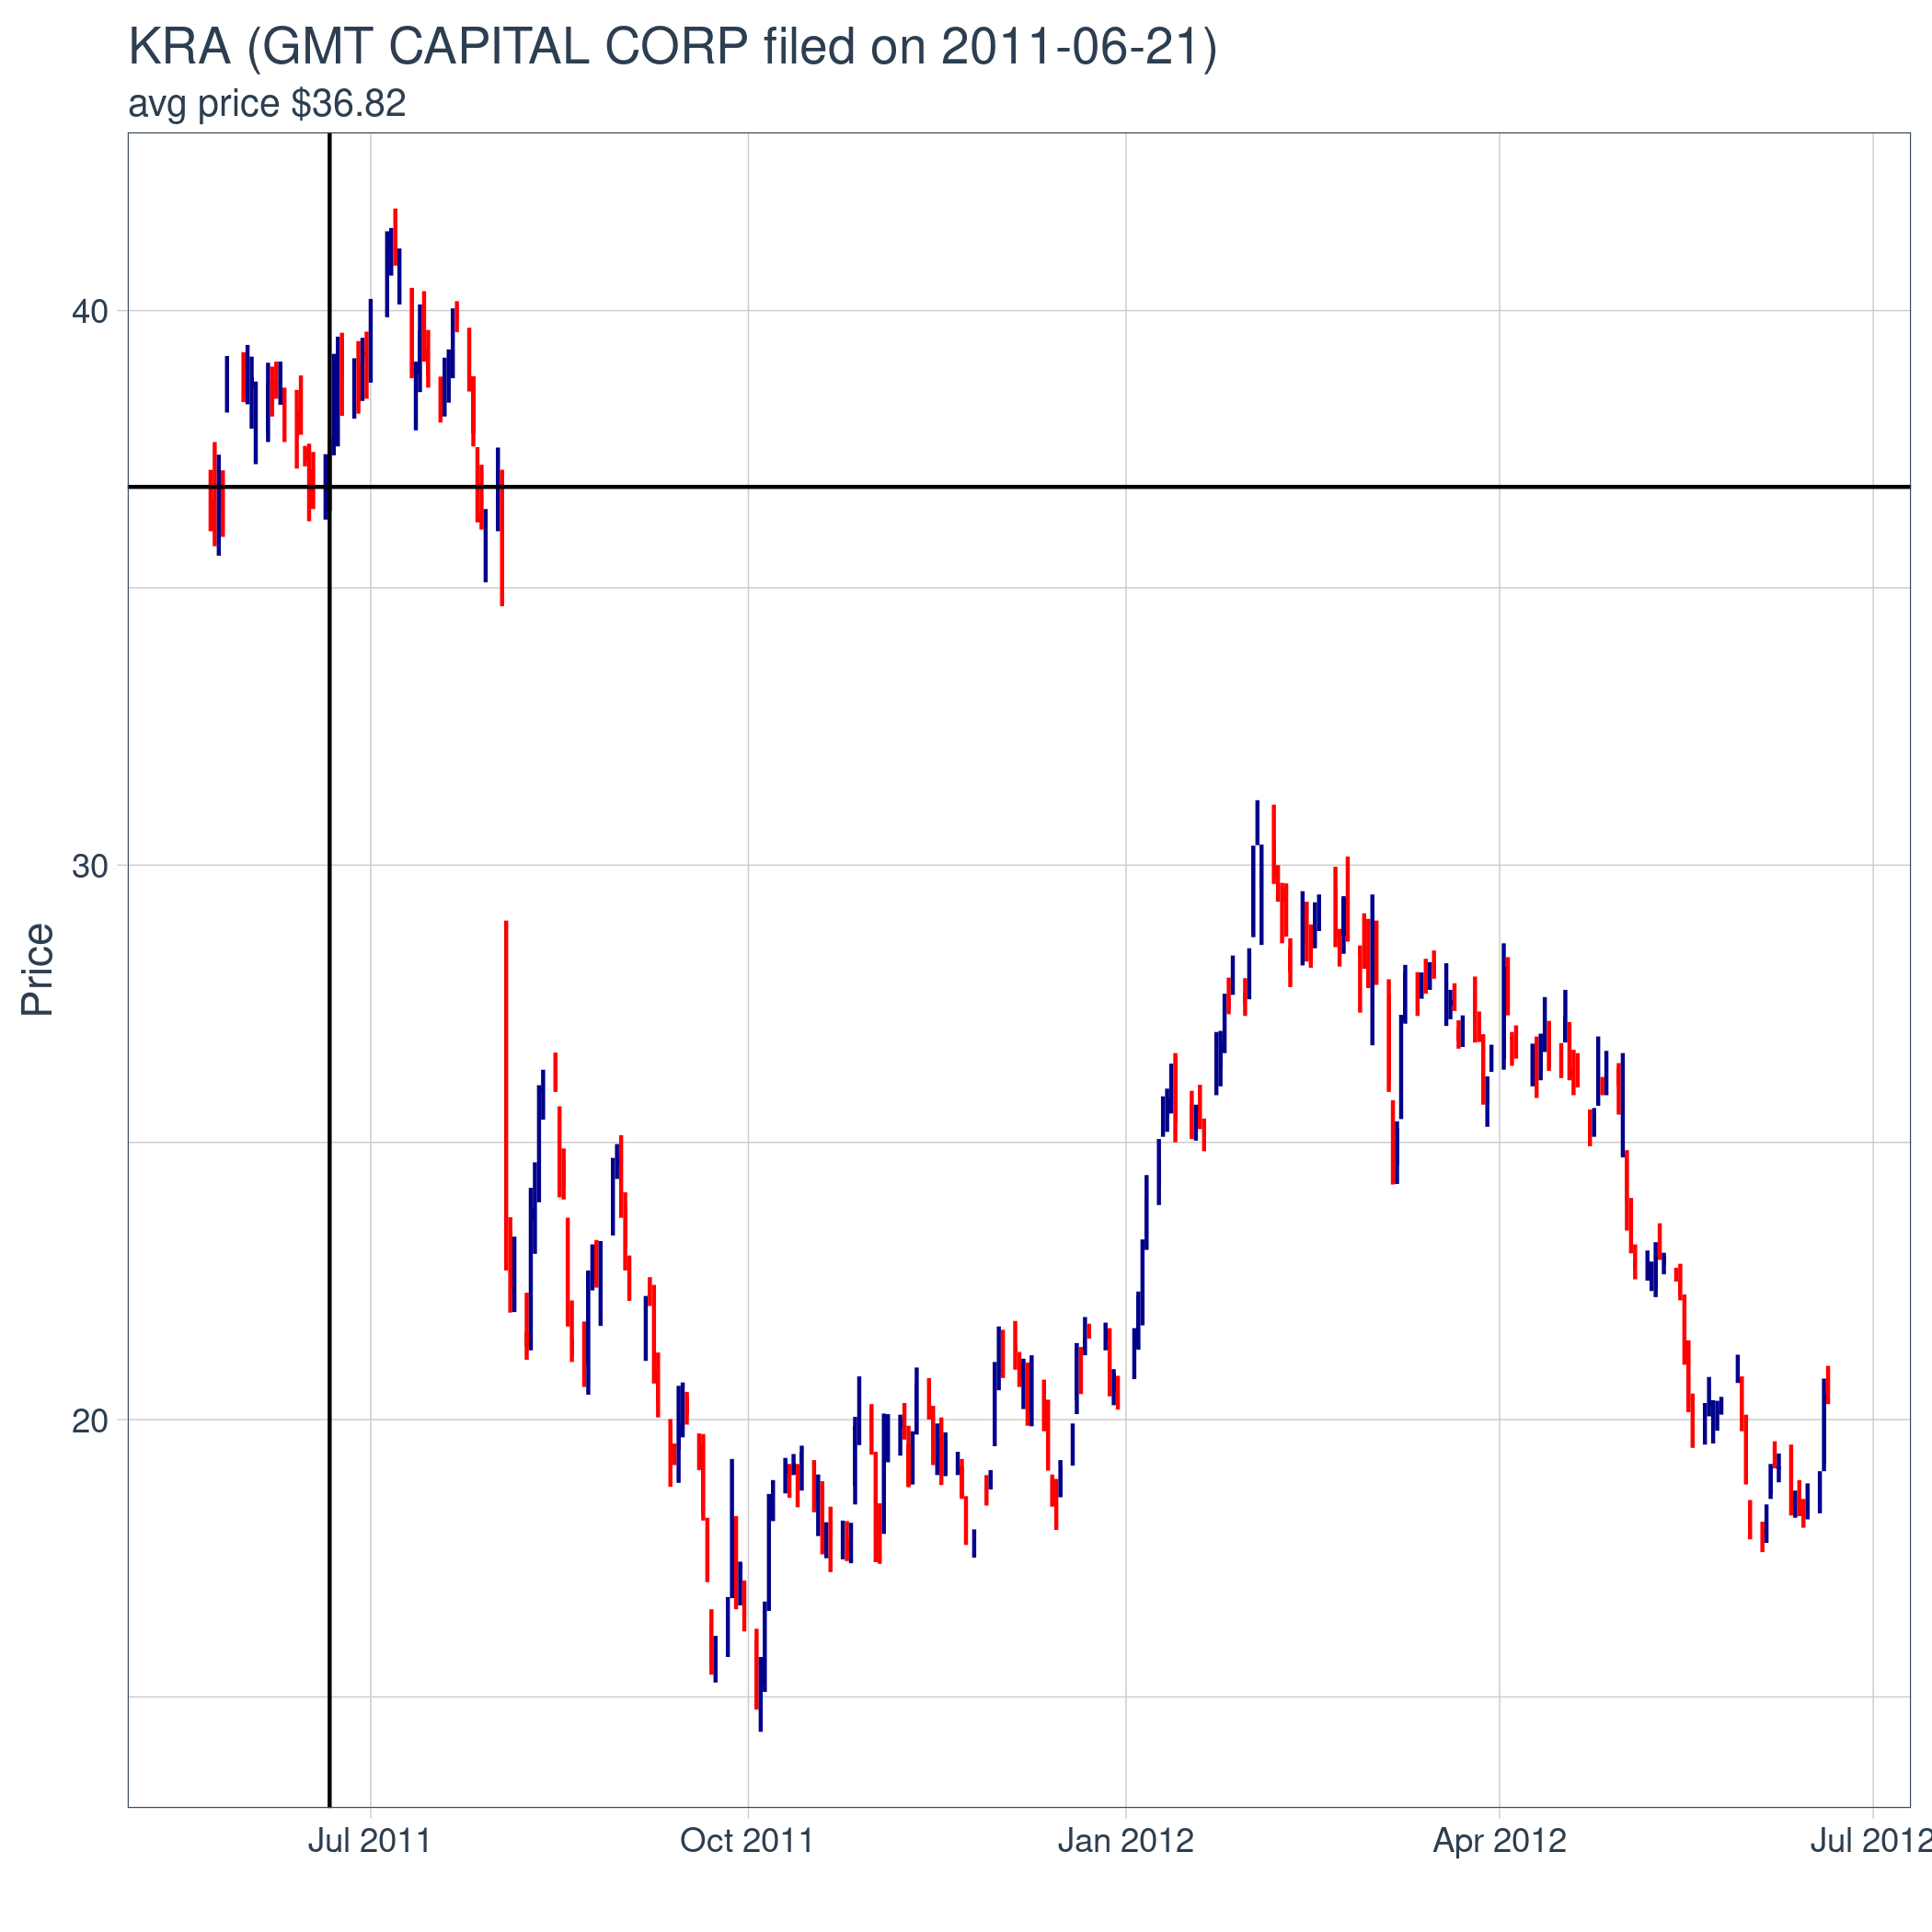 KRA (GMT CAPITAL CORP filed on 2011-06-21)
avg price $36.82
40
30
20
Price
Jul 2011
Oct 2011
Jan 2012
Apr 2012
Jul 2012